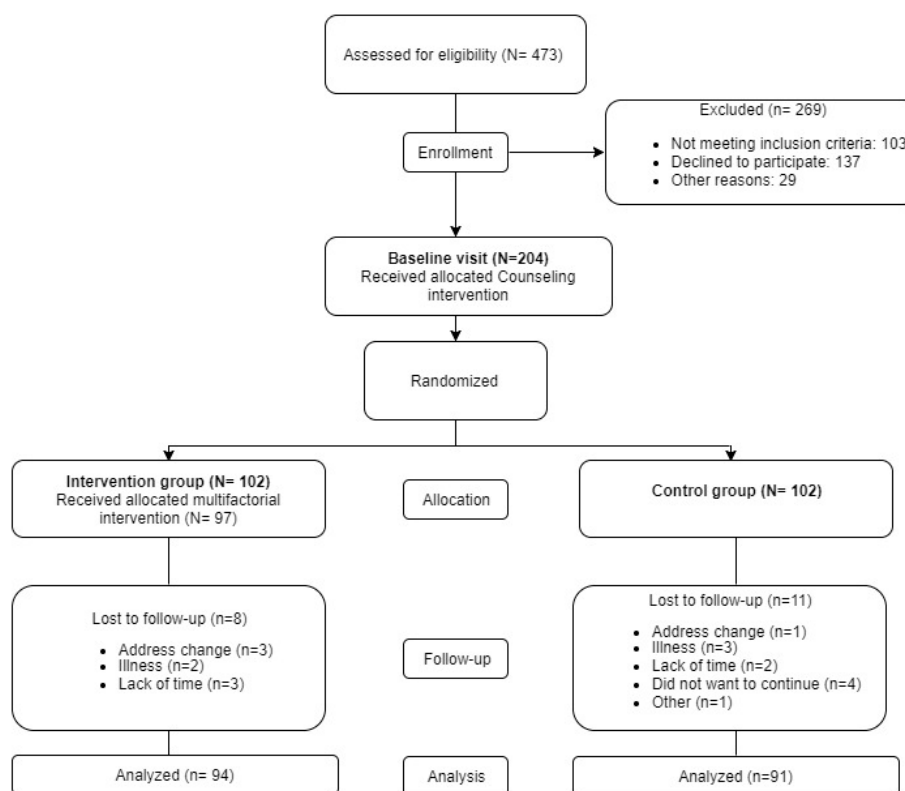 Assessed for eligibility (N= 473)
Excluded (n= 269)
• Not meeting inclusion criteria: 103
• Declined to participate: 137
• Other reasons: 29
Enrollment
Baseline visit (N=204)
Received allocated Counseling
intervention
Randomized
Intervention group (N= 102)
Received allocated multifactorial
intervention (N= 97)
Allocation
Control group (N= 102)
Lost to follow-up (n=8)
• Address change (n=3)
• Illness (n=2)
• Lack of time (n=3)
Follow-up
Lost to follow-up (n=11)
• Address change (n=1)
• Illness (n=3)
• Lack of time (n=2)
• Did not want to continue (n=4)
• Other (n=1)
Analyzed (n= 94)
Analysis
Analyzed (n=91)